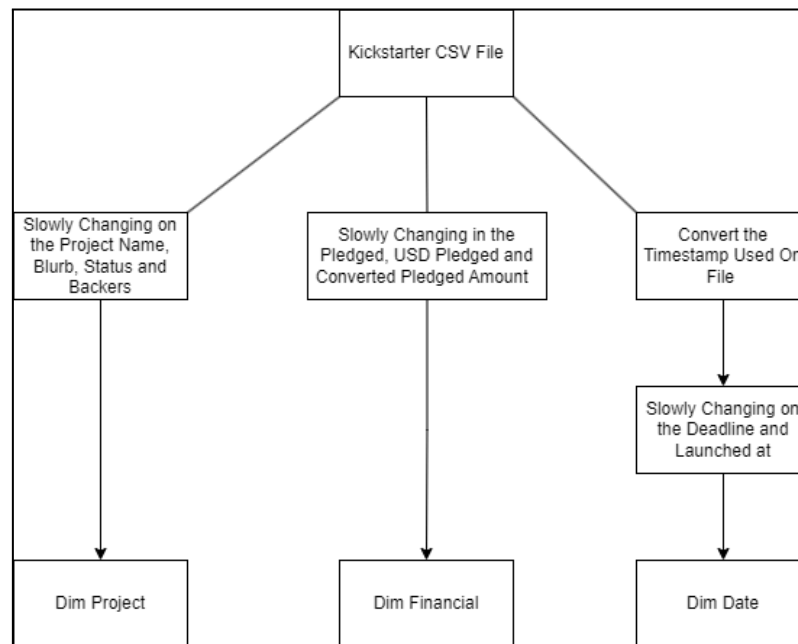 Kickstarter CSV File
Slowly Changing on
the Project Name,
Blurb, Status and
Backers
Slowly Changing in the
Pledged, USD Pledged and
Converted Pledged Amount
Convert the
Timestamp Used On
File
Slowly Changing on
the Deadline and
Launched at
Dim Project
Dim Financial
Dim Date